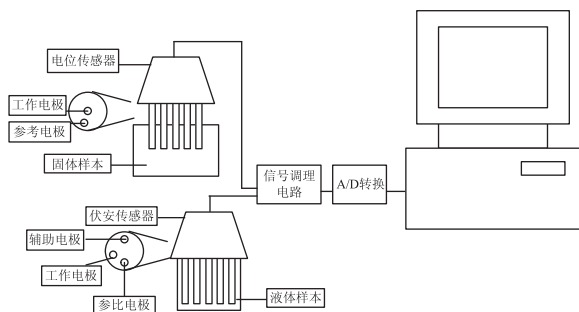 电位传感器
工作电极
参考电极
固体样本
信号调理
电路
A/D转换
伏安传感器
辅助电极
工作电极
参比电极
液体样本